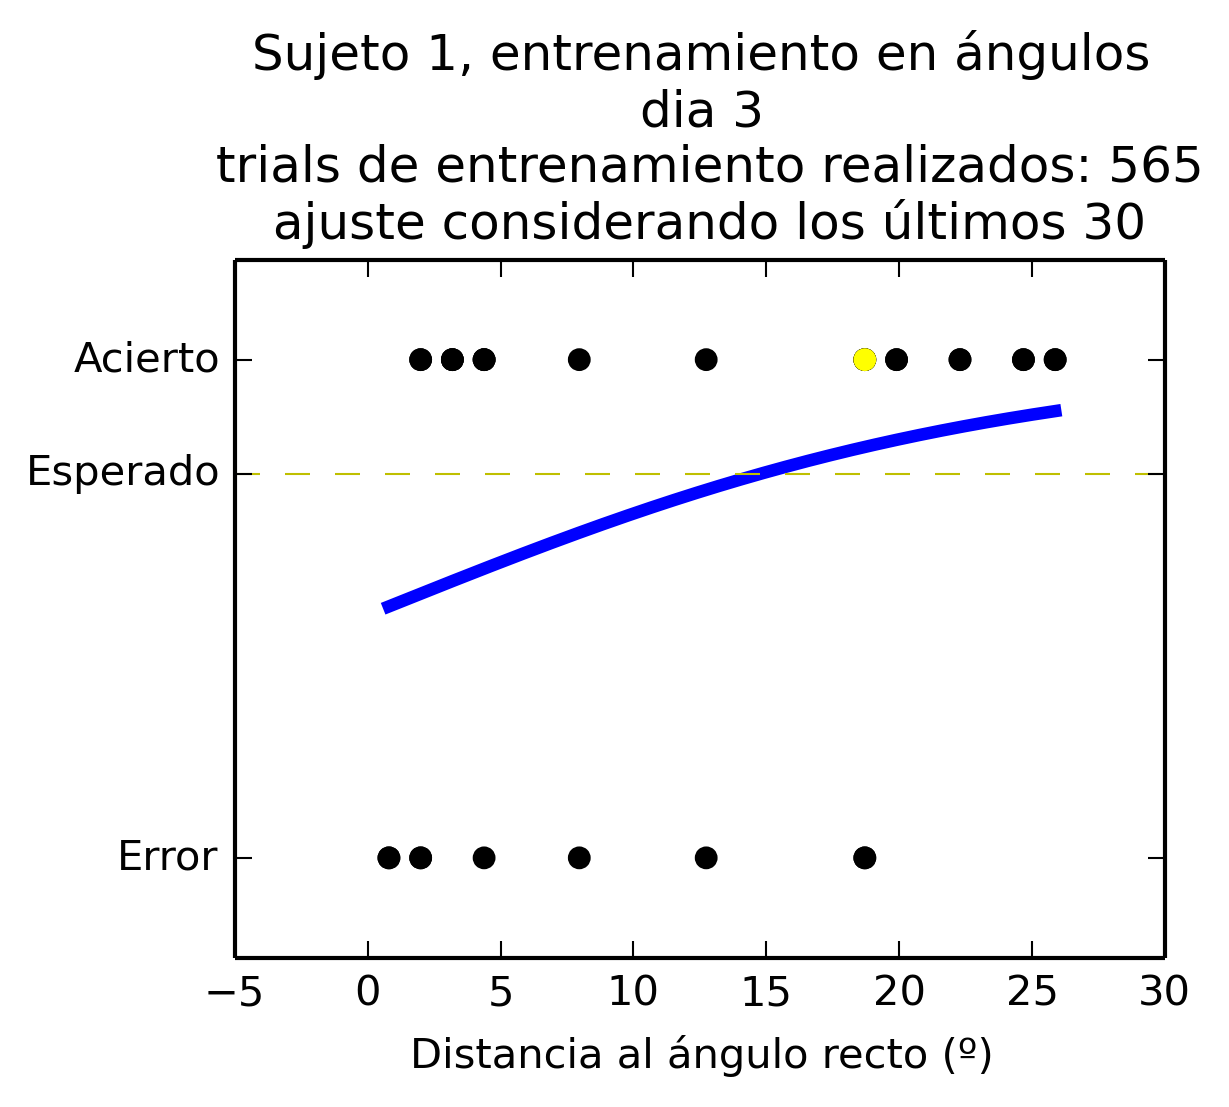 Sujeto 1, entrenamiento en ángulos
dia 3
trials de entrenamiento realizados: 565
ajuste considerando los últimos 30
Acierto
Esperado
Error
−5 0 5 10 15 20 25 30
Distancia al ángulo recto (º)